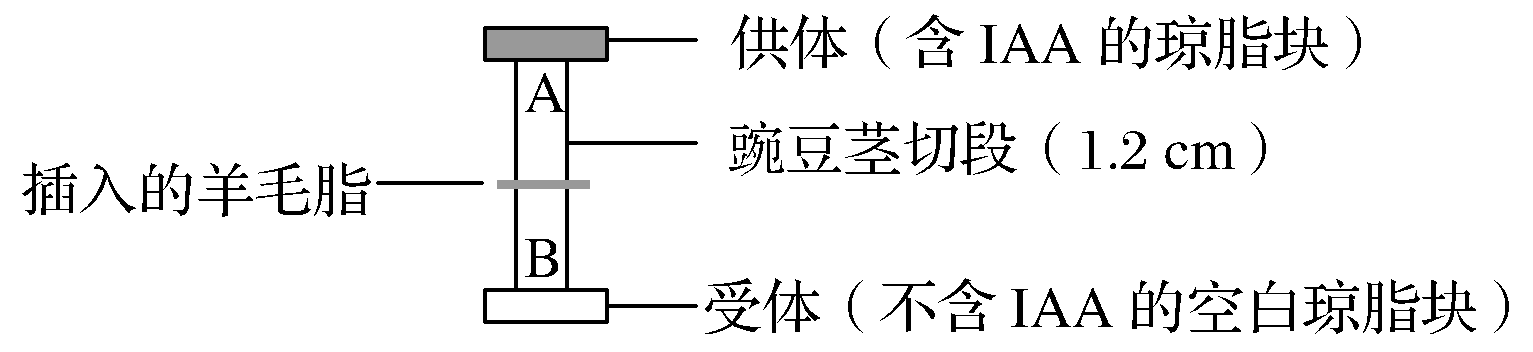 供体（含 IAA 的琼脂块）
A
豌豆茎切段（1.2 cm）
插入的羊毛脂
B
受体（不含 IAA 的空白琼脂块）